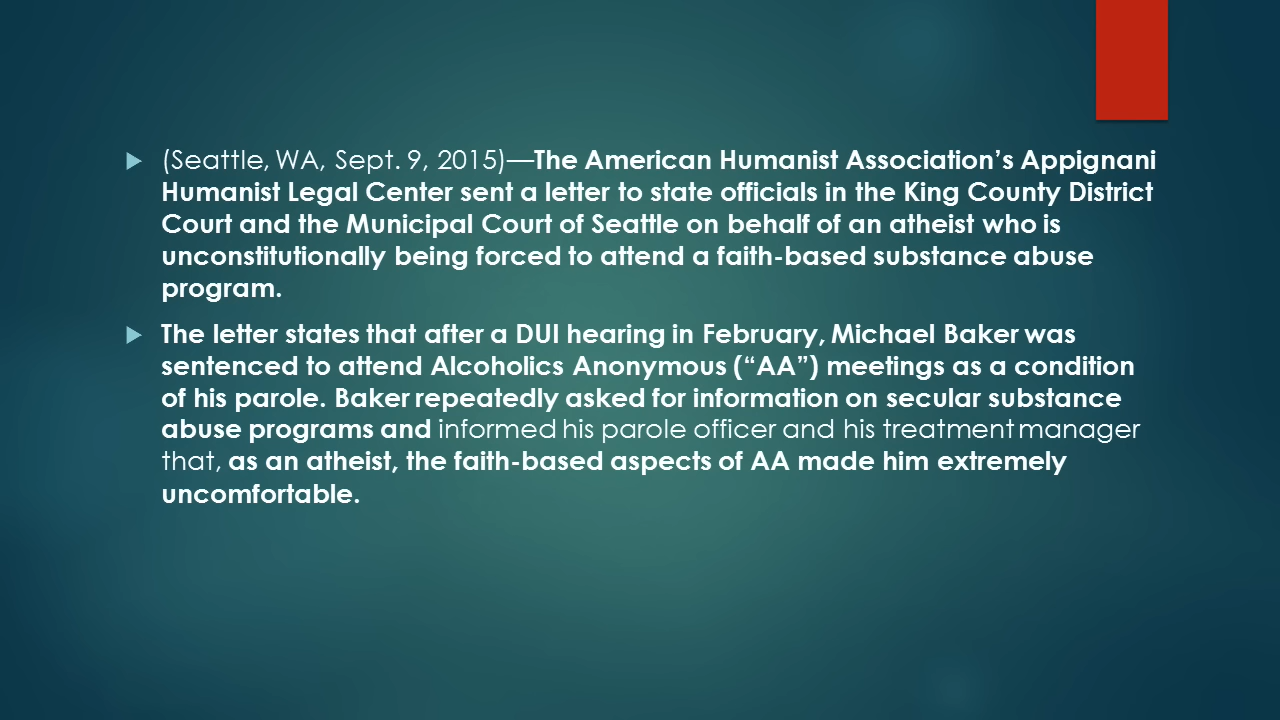 (Seattle, WA, Sept. 9, 2015)—The American Humanist Association’s Appignani
Humanist Legal Center sent a letter to state officials in the King County District
Court and the Municipal Court of Seattle on behalf of an atheist who is
unconstitutionally being forced to attend a faith-based substance abuse
program.
The letter states that after a DUI hearing in February, Michael Baker was
sentenced to attend Alcoholics Anonymous (“AA”) meetings as a condition
of his parole. Baker repeatedly asked for information on secular substance
abuse programs and informed his parole officer and his treatment manager
that, as an atheist, the faith-based aspects of AA made him extremely
uncomfortable.